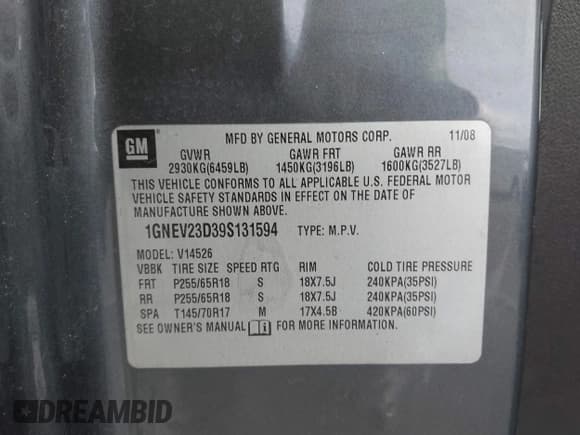 GM
MFD BY GENERAL MOTORS CORP. 11/08
GVWR GAWR FRT GAWR RR
2930KG(6459LB) 1450KG(3196LB) 1600KG(3527LB)
THIS VEHICLE CONFORMS TO ALL APPLICABLE U.S. FEDERAL MOTOR
VEHICLE SAFETY STANDARDS IN EFFECT ON THE DATE OF
MANUFACTURE SHOWN ABOVE.
1GNEV23D39S131594 TYPE: M.P.V.
MODEL: V14526
VBBK TIRE SIZE SPEED RTG RIM COLD TIRE PRESSURE
FRT P255/65R18 S 18X7.5J 240KPA(35PSI)
RR P255/65R18 S 18X7.5J 240KPA(35PSI)
SPA T145/70R17 M 17X4.5B 420KPA(60PSI)
SEE OWNER'S MANUAL FOR MORE INFORMATION.
DREAMBID